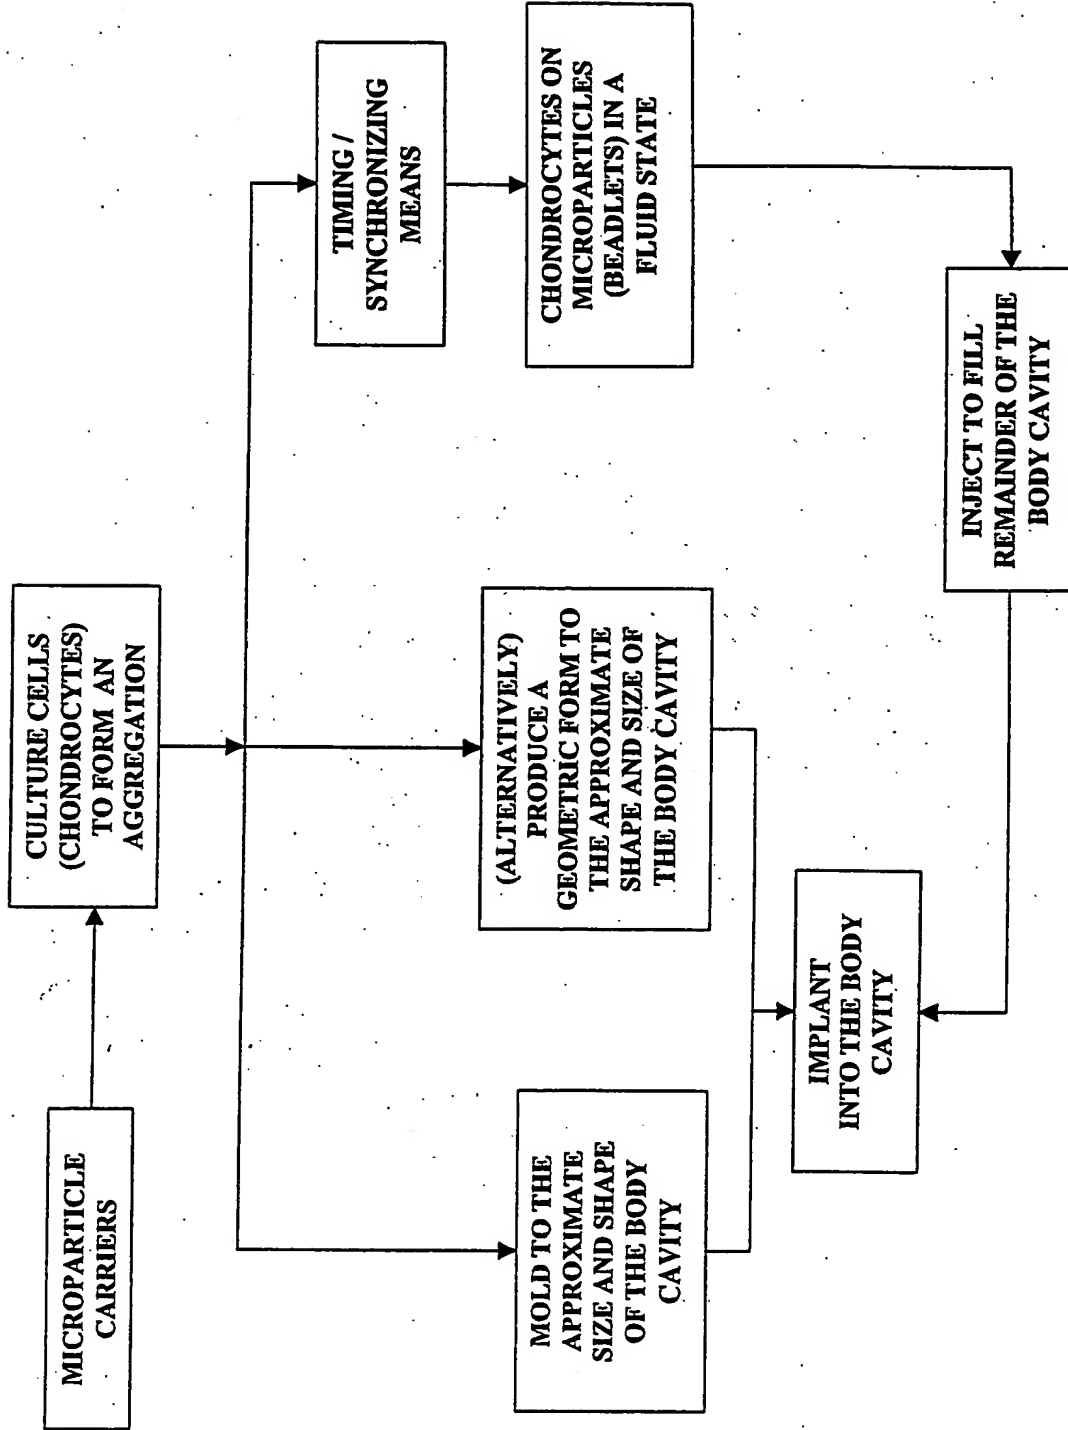 MICROPARTICLE
CARRIERS
CULTURE CELLS
(CHONDROCYTES)
TO FORM AN
AGGREGATION
MOLD TO THE
APPROXIMATE
SIZE AND SHAPE
OF THE BODY
CAVITY
(ALTERNATIVELY)
PRODUCE A
GEOMETRIC FORM TO
THE APPROXIMATE
SHAPE AND SIZE OF
THE BODY CAVITY
TIMING /
SYNCHRONIZING
MEANS
CHONDROCYTES ON
MICROPARTICLES
(BEADLETS) IN A
FLUID STATE
IMPLANT
INTO THE BODY
CAVITY
INJECT TO FILL
REMAINDER OF THE
BODY CAVITY